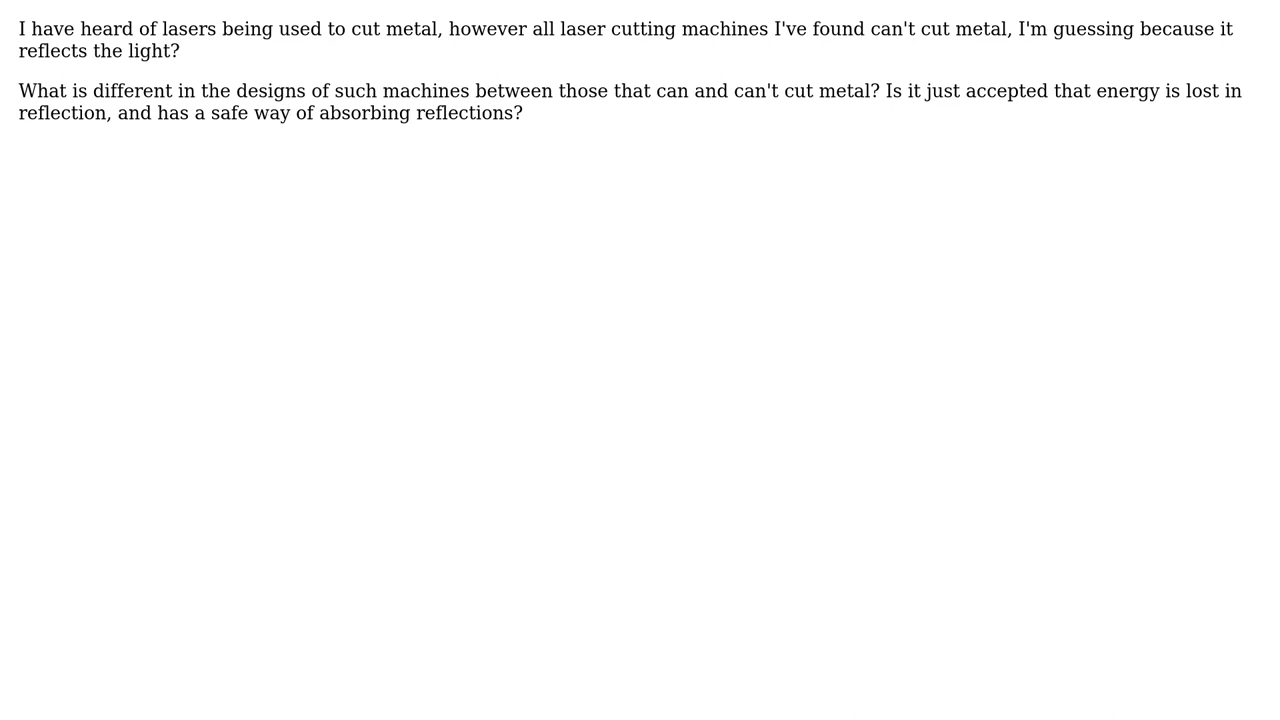 I have heard of lasers being used to cut metal, however all laser cutting machines I've found can't cut metal, I'm guessing because it
reflects the light?
What is different in the designs of such machines between those that can and can't cut metal? Is it just accepted that energy is lost in
reflection, and has a safe way of absorbing reflections?